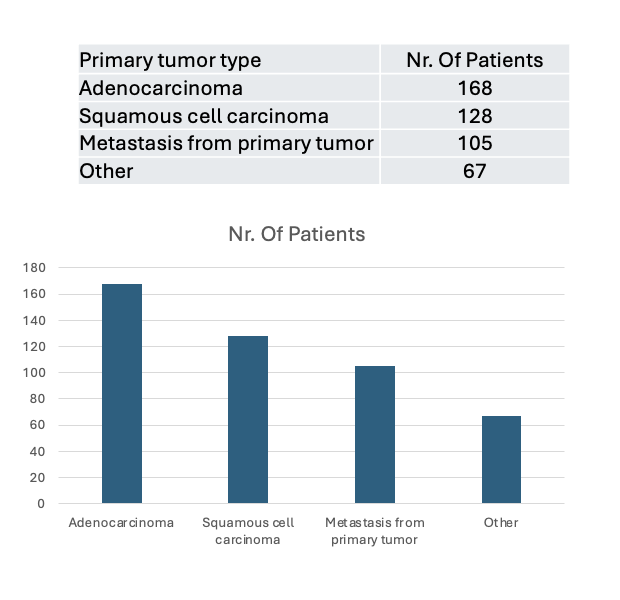 Primary tumor type Nr. Of Patients
Adenocarcinoma 168
Squamous cell carcinoma 128
Metastasis from primary tumor 105
Other 67
Nr. Of Patients
180
160
140
120
100
80
60
40
20
0
Adenocarcinoma Squamous cell Metastasis from Other
carcinoma primary tumor